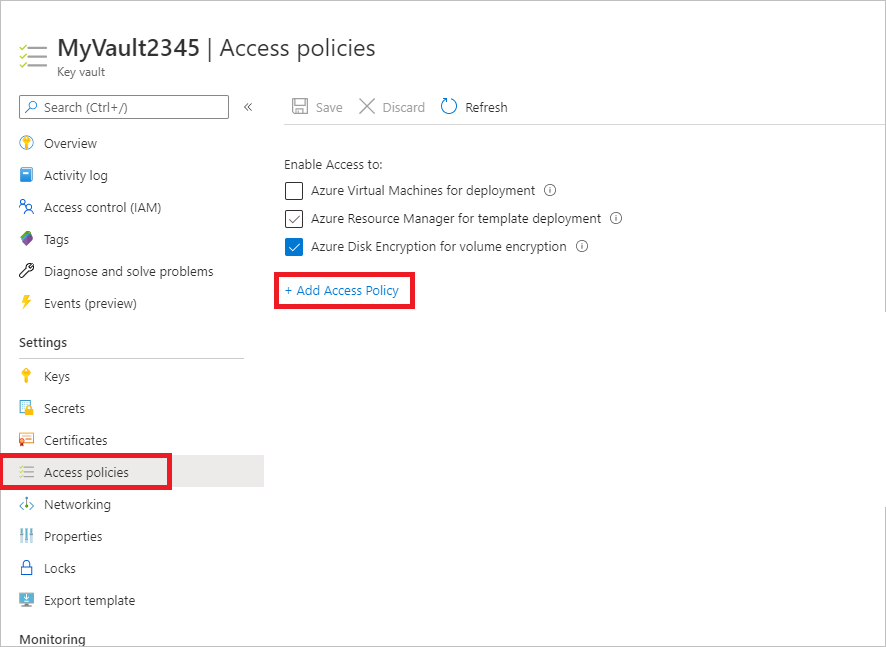 MyVault2345 | Access policies
Key vault
Search (Ctrl+/)
«
Save
Discard
Refresh
Overview
Activity log
Access control (IAM)
Tags
Diagnose and solve problems
Events (preview)
Settings
Keys
Secrets
Certificates
Access policies
Networking
Properties
Locks
Export template
Monitoring
Enable Access to:
Azure Virtual Machines for deployment
Azure Resource Manager for template deployment
Azure Disk Encryption for volume encryption
+ Add Access Policy